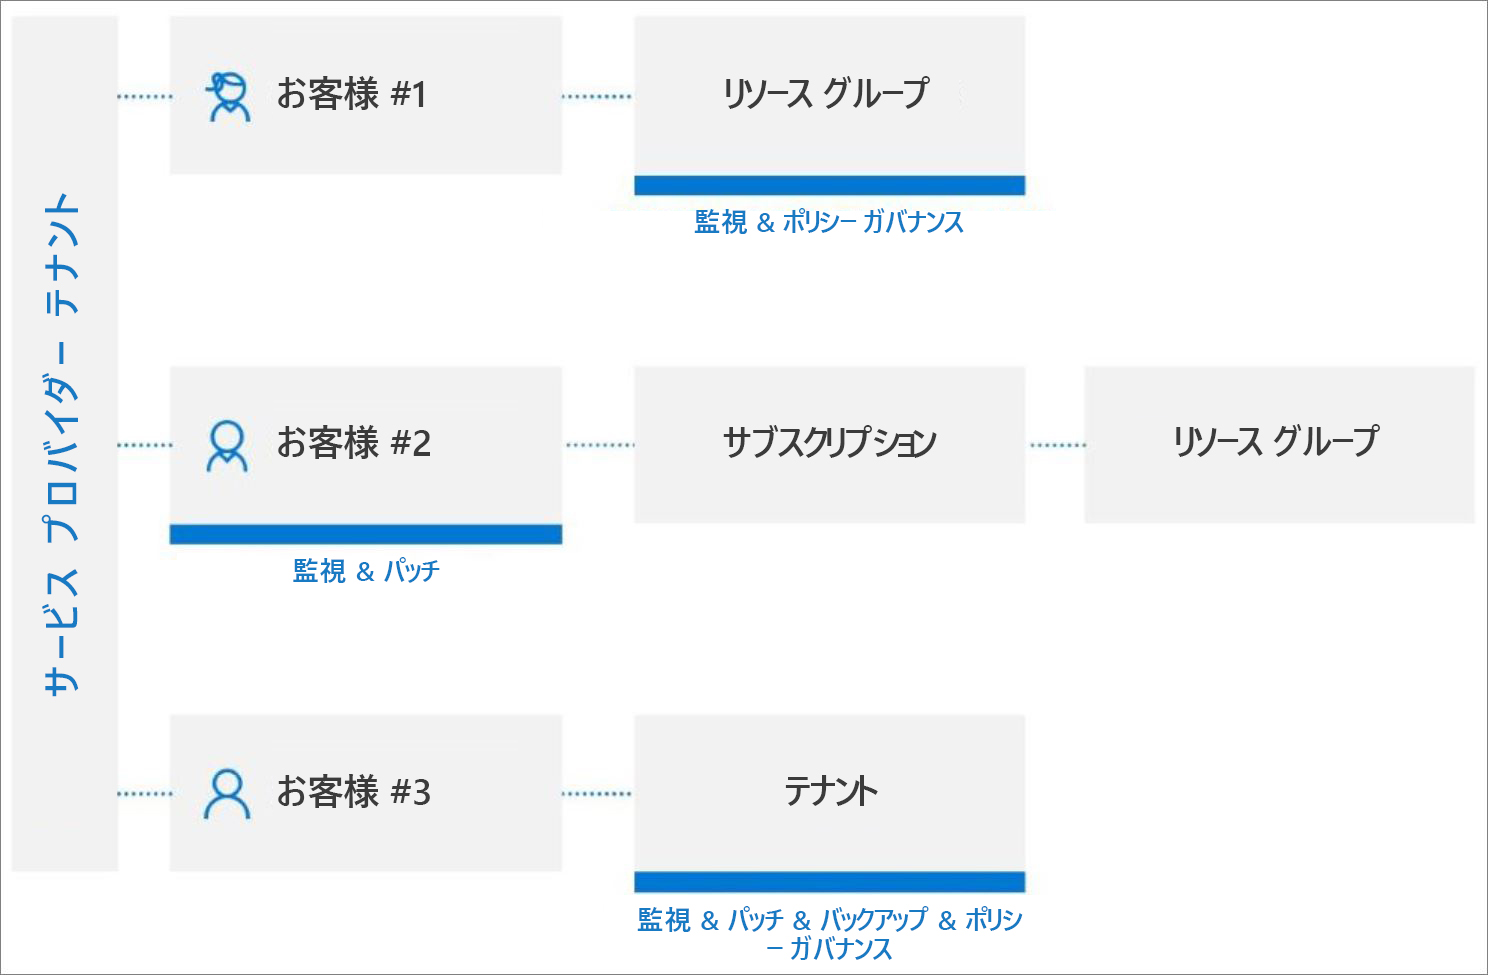 サービス プロバイダー テナント
お客様 #1
リソース グループ
監視 & ポリシー ガバナンス
お客様 #2
サブスクリプション
リソース グループ
監視 & パッチ
お客様 #3
テナント
監視 & パッチ & バックアップ & ポリシ
ー ガバナンス